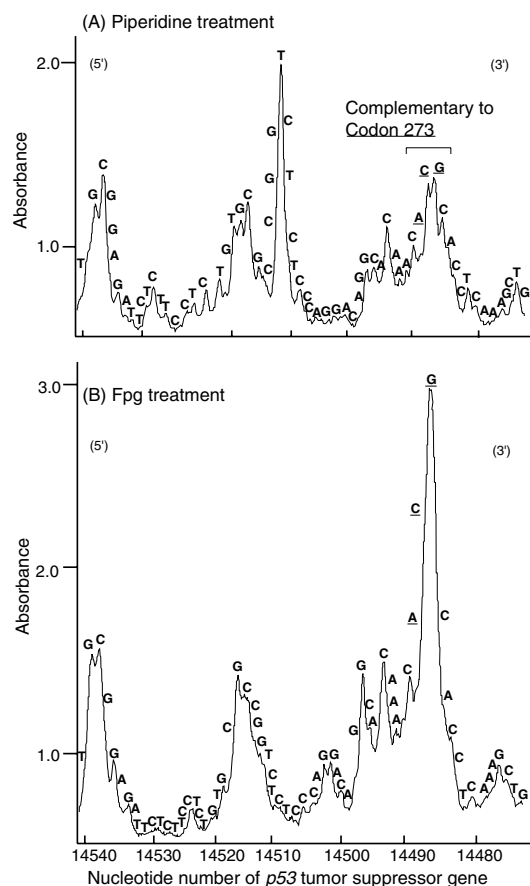 (A) Piperidine treatment
2.0
(5')
(3')
Complementary to
Codon 273
Absorbance
1.0
T G C G G A G A T T C C T T C C T C T G T G C G C C G G T C T C T C C C A G G A C A G G C A C A A A C A C G C A C C T C C A A A G C T G
(B) Fpg treatment
3.0
(5')
(3')
Absorbance
2.0
1.0
T G C G G A G A T T C T C T T C C T C T G C G C C G G T C T C T C C C A G G C A G G C A C A A A C A C G C A C C T C A A A G C T G
14540 14530 14520 14510 14500 14490 14480
Nucleotide number of p53 tumor suppressor gene